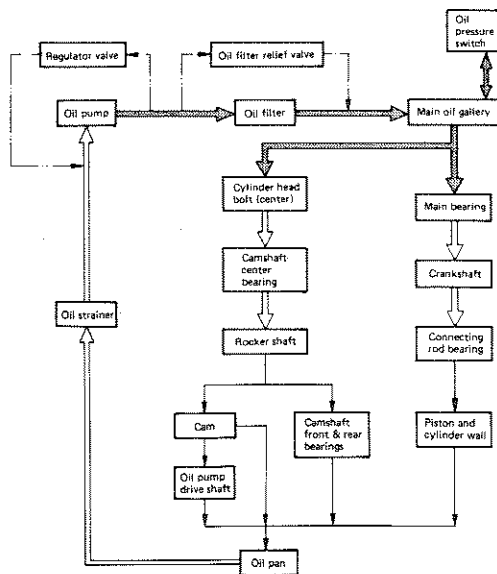 Oil
pressure
switch
Regulator valve
Oil filter relief valve
Oil pump
Oil filter
Main oil gallery
Cylinder head
bolt (center)
Main bearing
Camshaft
center
bearing
Crankshaft
Oil strainer
Rocker shaft
Connecting
rod bearing
Cam
Camshaft
front & rear
bearings
Piston and
cylinder wall
Oil pump
drive shaft
Oil pan